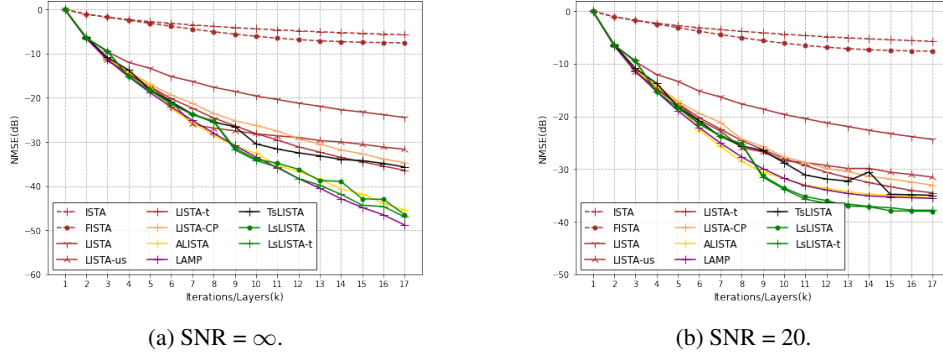 0
−10
−20
−30
−40
−50
−60
NMSE(dB)
ISTA
FISTA
LISTA
LISTA-us
LISTA-t
LISTA-CP
ALISTA
LAMP
TsLISTA
LsLISTA
LsLISTA-t
1 2 3 4 5 6 7 8 9 10 11 12 13 14 15 16 17
Iterations/Layers(k)
(a) SNR = ∞.
0
−10
−20
−30
−40
−50
NMSE(dB)
ISTA
FISTA
LISTA
LISTA-us
LISTA-t
LISTA-CP
ALISTA
LAMP
TsLISTA
LsLISTA
LsLISTA-t
1 2 3 4 5 6 7 8 9 10 11 12 13 14 15 16 17
Iterations/Layers(k)
(b) SNR = 20.